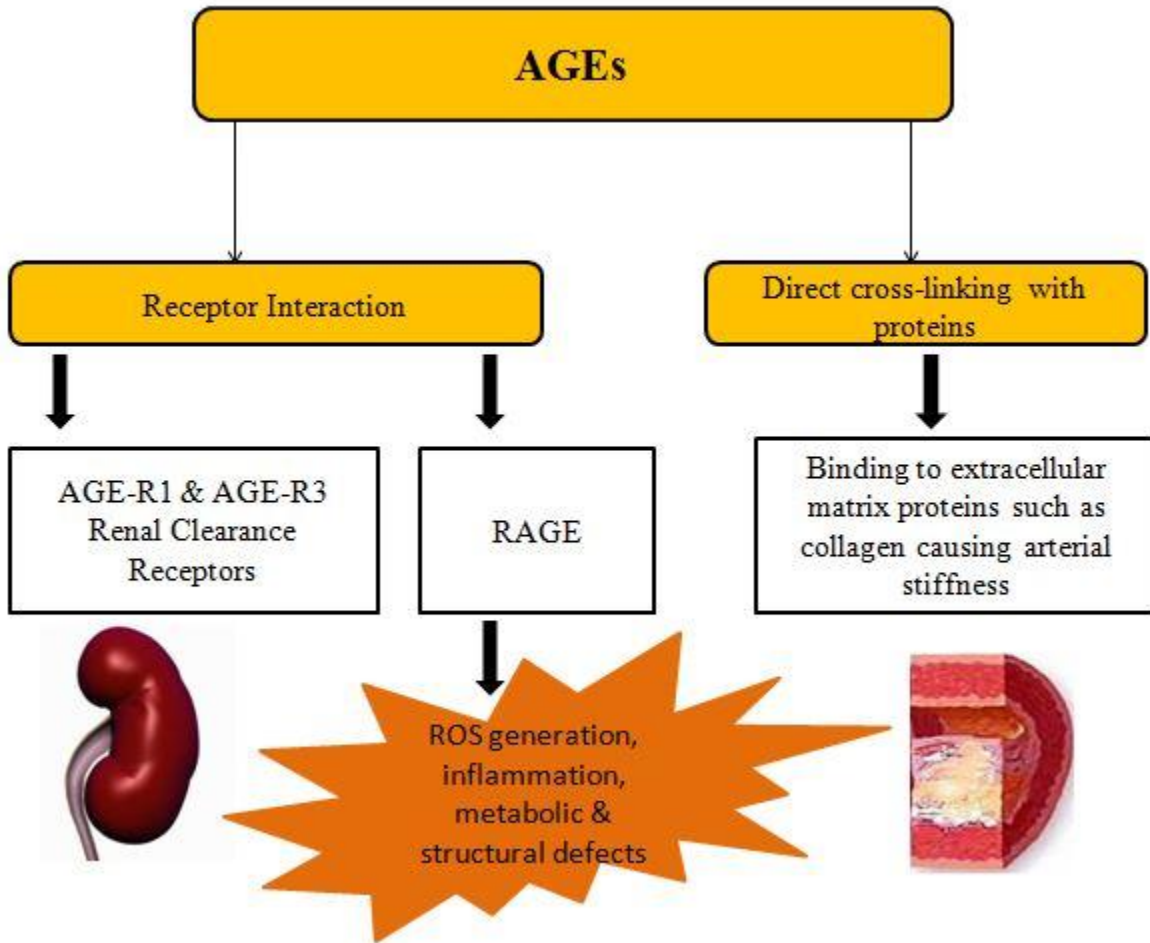 AGEs
Receptor Interaction
Direct cross-linking with
proteins
AGE-R1 & AGE-R3
Renal Clearance
Receptors
RAGE
Binding to extracellular
matrix proteins such as
collagen causing arterial
stiffness
ROS generation,
inflammation,
metabolic &
structural defects